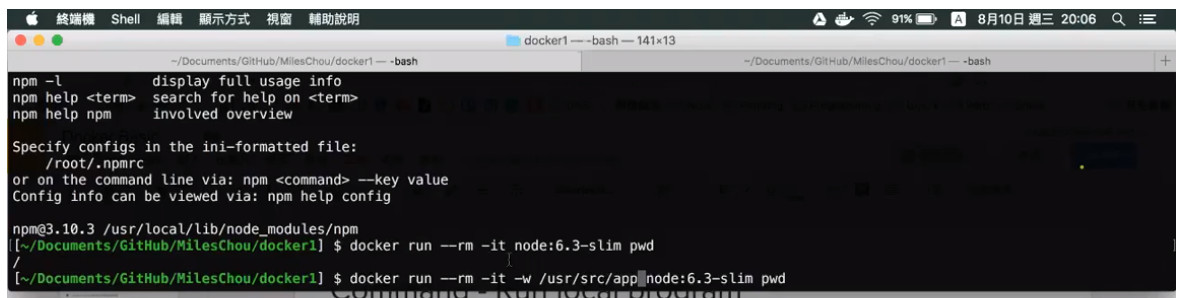 終端機 Shell 編輯 顯示方式 視窗 輔助說明 91% A 8月10日 週三 20:06
docker1 — -bash — 141×13
~/Documents/GitHub/MilesChou/docker1 — -bash ~/Documents/GitHub/MilesChou/docker1 — -bash +
npm -l display full usage info
npm help <term> search for help on <term>
npm help npm involved overview
Specify configs in the ini-formatted file:
/root/.npmrc
or on the command line via: npm <command> --key value
Config info can be viewed via: npm help config
npm@3.10.3 /usr/local/lib/node_modules/npm
[~/Documents/GitHub/MilesChou/docker1] $ docker run --rm -it node:6.3-slim pwd
/
[~/Documents/GitHub/MilesChou/docker1] $ docker run --rm -it -w /usr/src/app node:6.3-slim pwd
Command - Run local program